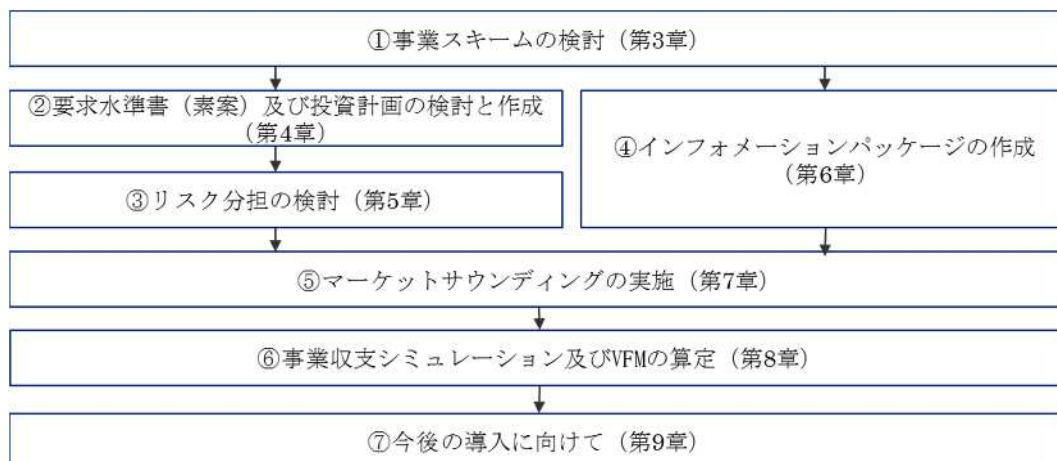 ①事業スキームの検討（第3章）
②要求水準書（素案）及び投資計画の検討と作成
（第4章）
③リスク分担の検討（第5章）
④インフォメーションパッケージの作成
（第6章）
⑤マーケットサウンディングの実施（第7章）
⑥事業収支シミュレーション及びVFMの算定（第8章）
⑦今後の導入に向けて（第9章）